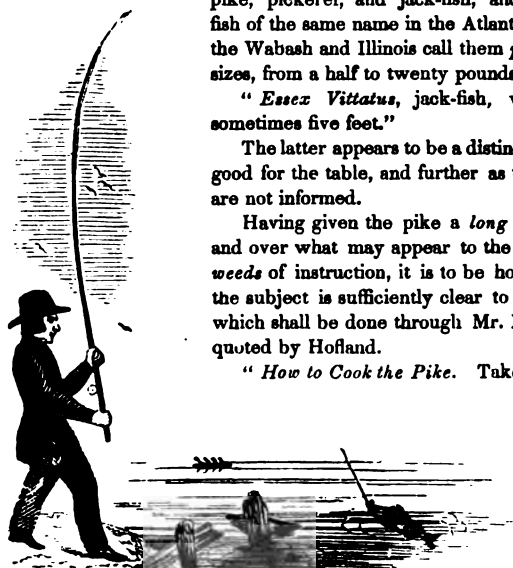 pike, pickerel, and jack-fish, and
fish of the same name in the Atlant
the Wabash and Illinois call them
sizes, from a half to twenty pounds
“ Essex Vittatus, jack-fish,
sometimes five feet.”
The latter appears to be a distin
good for the table, and further as
are not informed.
Having given the pike a long
and over what may appear to the
weeds of instruction, it is to be ho
the subject is sufficiently clear to
which shall be done through Mr.
quoted by Hofland.
“ How to Cook the Pike. Tak